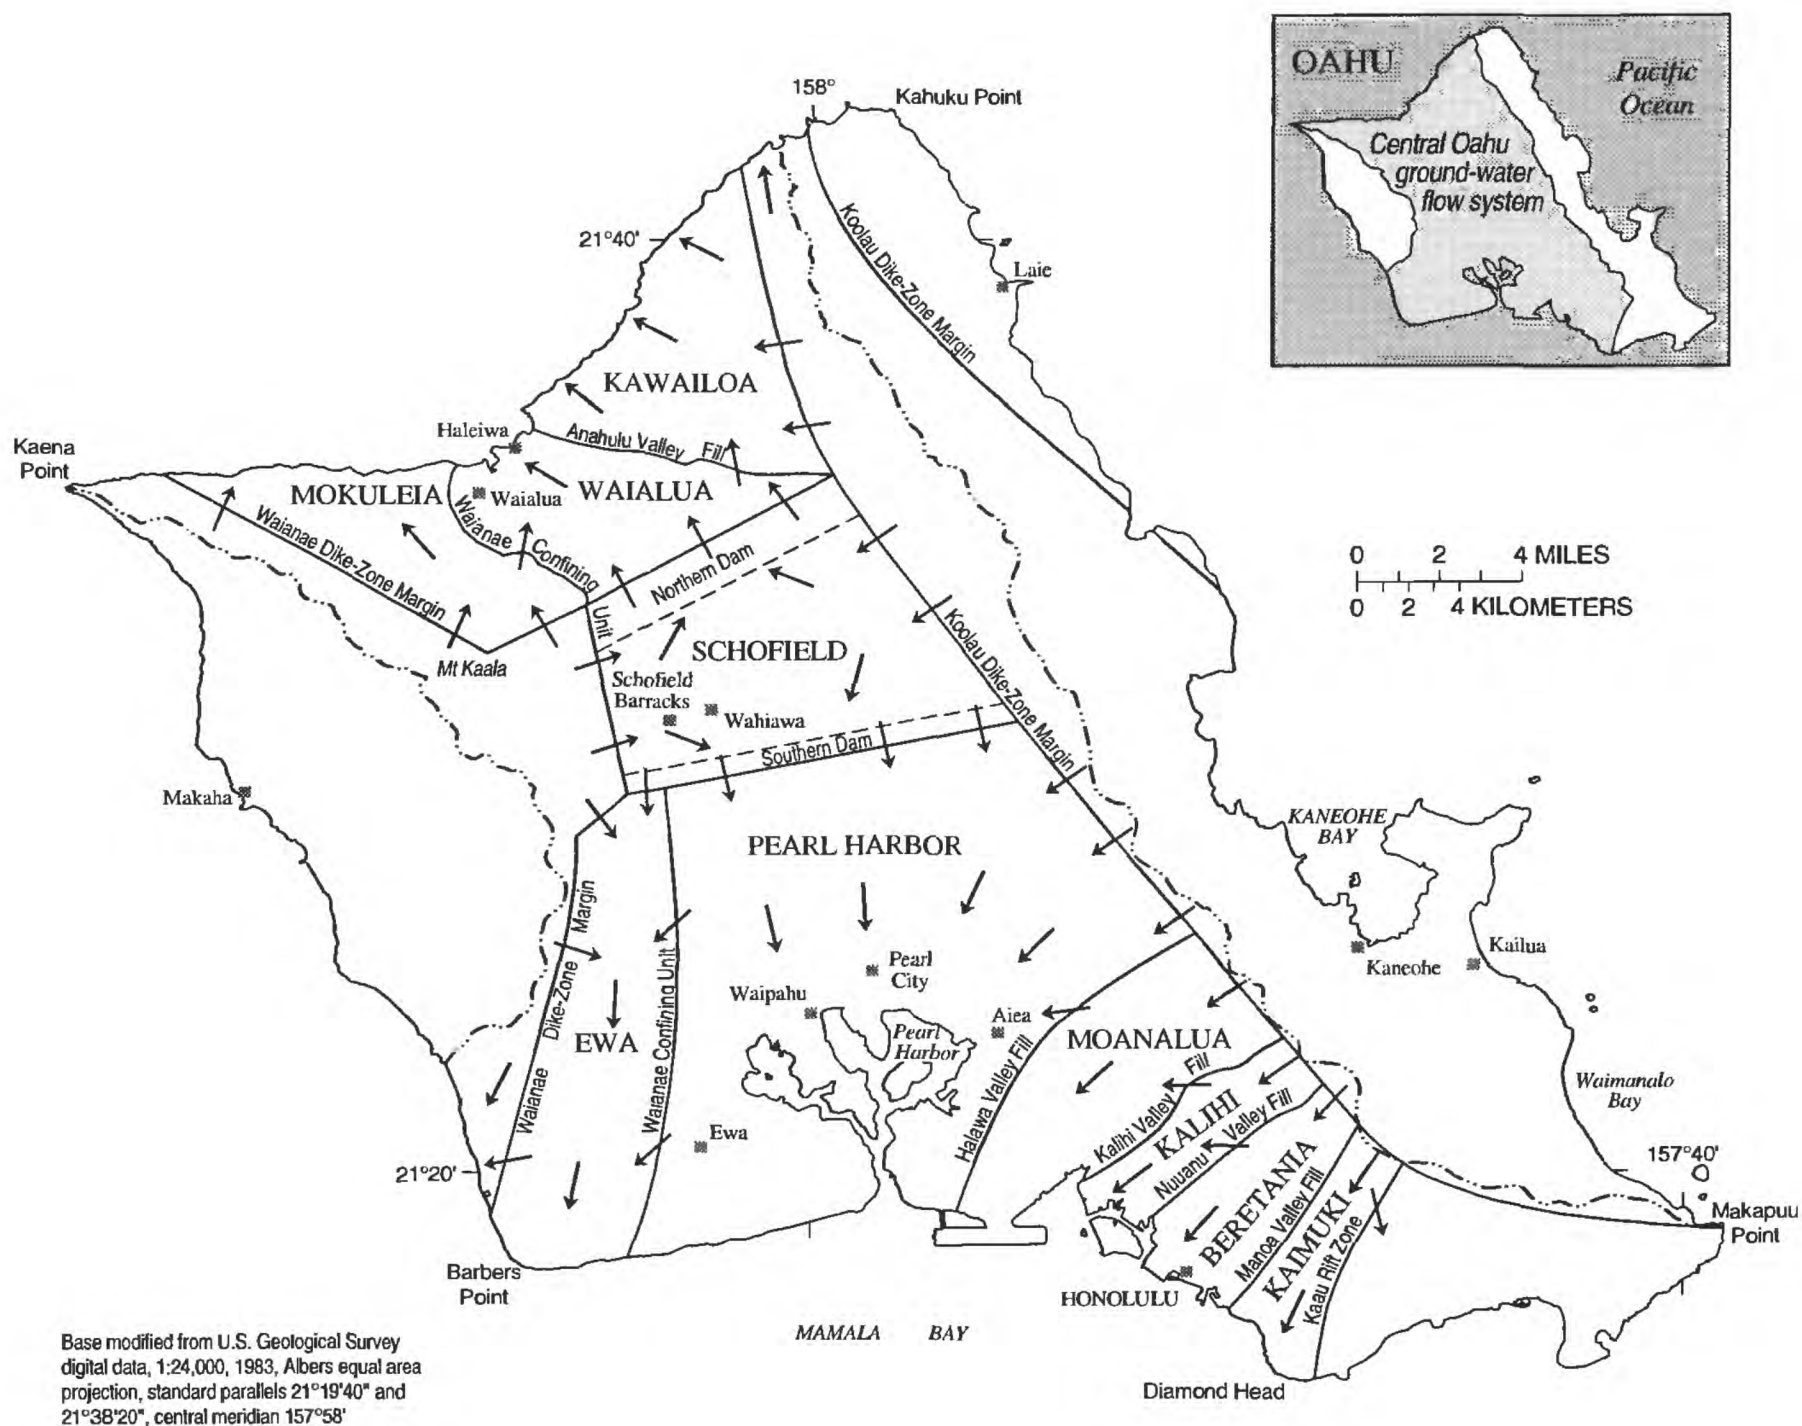 OAHU
Pacific
Ocean
Central Oahu
ground-water
flow system
158°
Kahuku Point
21°40'
Koolau Dike-Zone Margin
Laie
KAWAILOA
Haleiwa
Anahulu Valley Fill
Kaena
Point
MOKULEIA
Waialua
WAIALUA
Waianae Confining Unit
Waianae Dike-Zone Margin
Northern Dam
0 2 4 MILES
0 2 4 KILOMETERS
Mt Kaala
SCHOFIELD
Koolau Dike-Zone Margin
Schofield
Barracks
Wahiawa
Southern Dam
Makaha
KANEOHE
BAY
PEARL HARBOR
Waianae Dike-Zone Margin
Waianae Confining Unit
Pearl
City
Kailua
Kaneohe
Waipahu
Aiea
Pearl
Harbor
EWA
MOANALUA
Halawa Valley Fill
Kalihi Valley Fill
Waimanalo
Bay
Ewa
KALIHI
Nuuanu Valley Fill
21°20'
157°40'
BERETANIA
Manoa Valley Fill
KAIMUKI
Kaau Rift Zone
Makapuu
Point
Barbers
Point
HONOLULU
MAMALA BAY
Diamond Head
Base modified from U.S. Geological Survey
digital data, 1:24,000, 1983, Albers equal area
projection, standard parallels 21°19'40" and
21°38'20", central meridian 157°58'